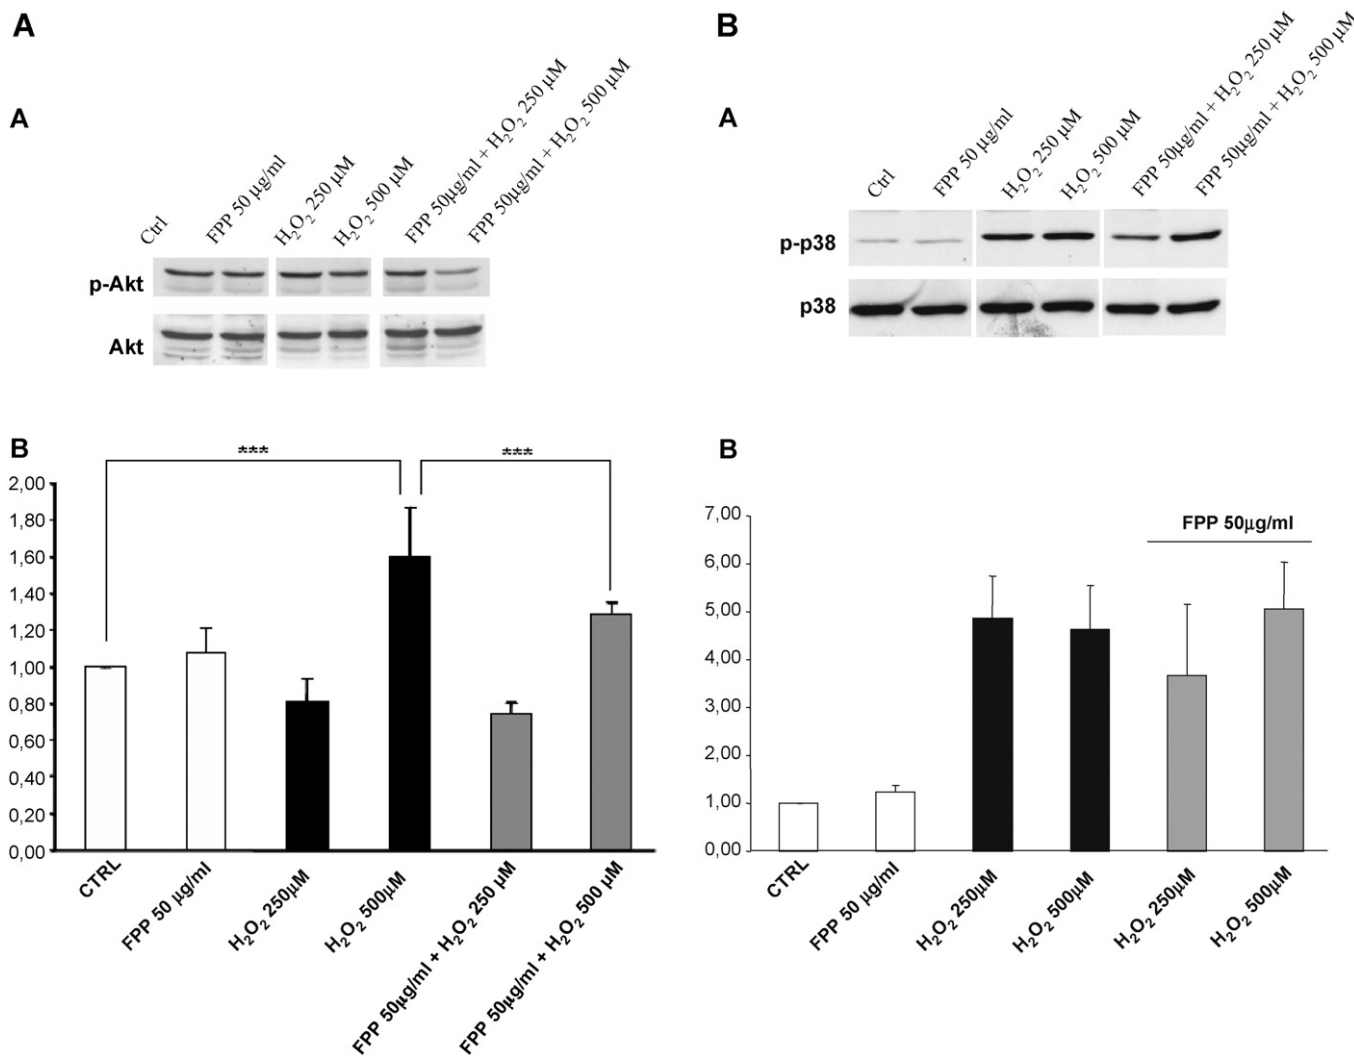 A
A
Ctrl
FPP 50 µg/ml
H₂O₂ 250 µM
H₂O₂ 500 µM
FPP 50µg/ml + H₂O₂ 250 µM
FPP 50µg/ml + H₂O₂ 500 µM
p-Akt
Akt
B
***
***
2,00
1,80
1,60
1,40
1,20
1,00
0,80
0,60
0,40
0,20
0,00
CTRL
FPP 50 µg/ml
H₂O₂ 250µM
H₂O₂ 500µM
FPP 50µg/ml + H₂O₂ 250 µM
FPP 50µg/ml + H₂O₂ 500 µM
B
A
Ctrl
FPP 50 µg/ml
H₂O₂ 250 µM
H₂O₂ 500 µM
FPP 50µg/ml + H₂O₂ 250 µM
FPP 50µg/ml + H₂O₂ 500 µM
p-p38
p38
B
FPP 50µg/ml
7,00
6,00
5,00
4,00
3,00
2,00
1,00
0,00
CTRL
FPP 50 µg/ml
H₂O₂ 250µM
H₂O₂ 500µM
H₂O₂ 250µM
H₂O₂ 500µM